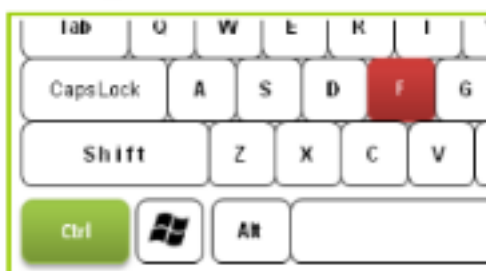 Tab Q W E R T
CapsLock A S D F G
Shift Z X C V
Ctrl Alt